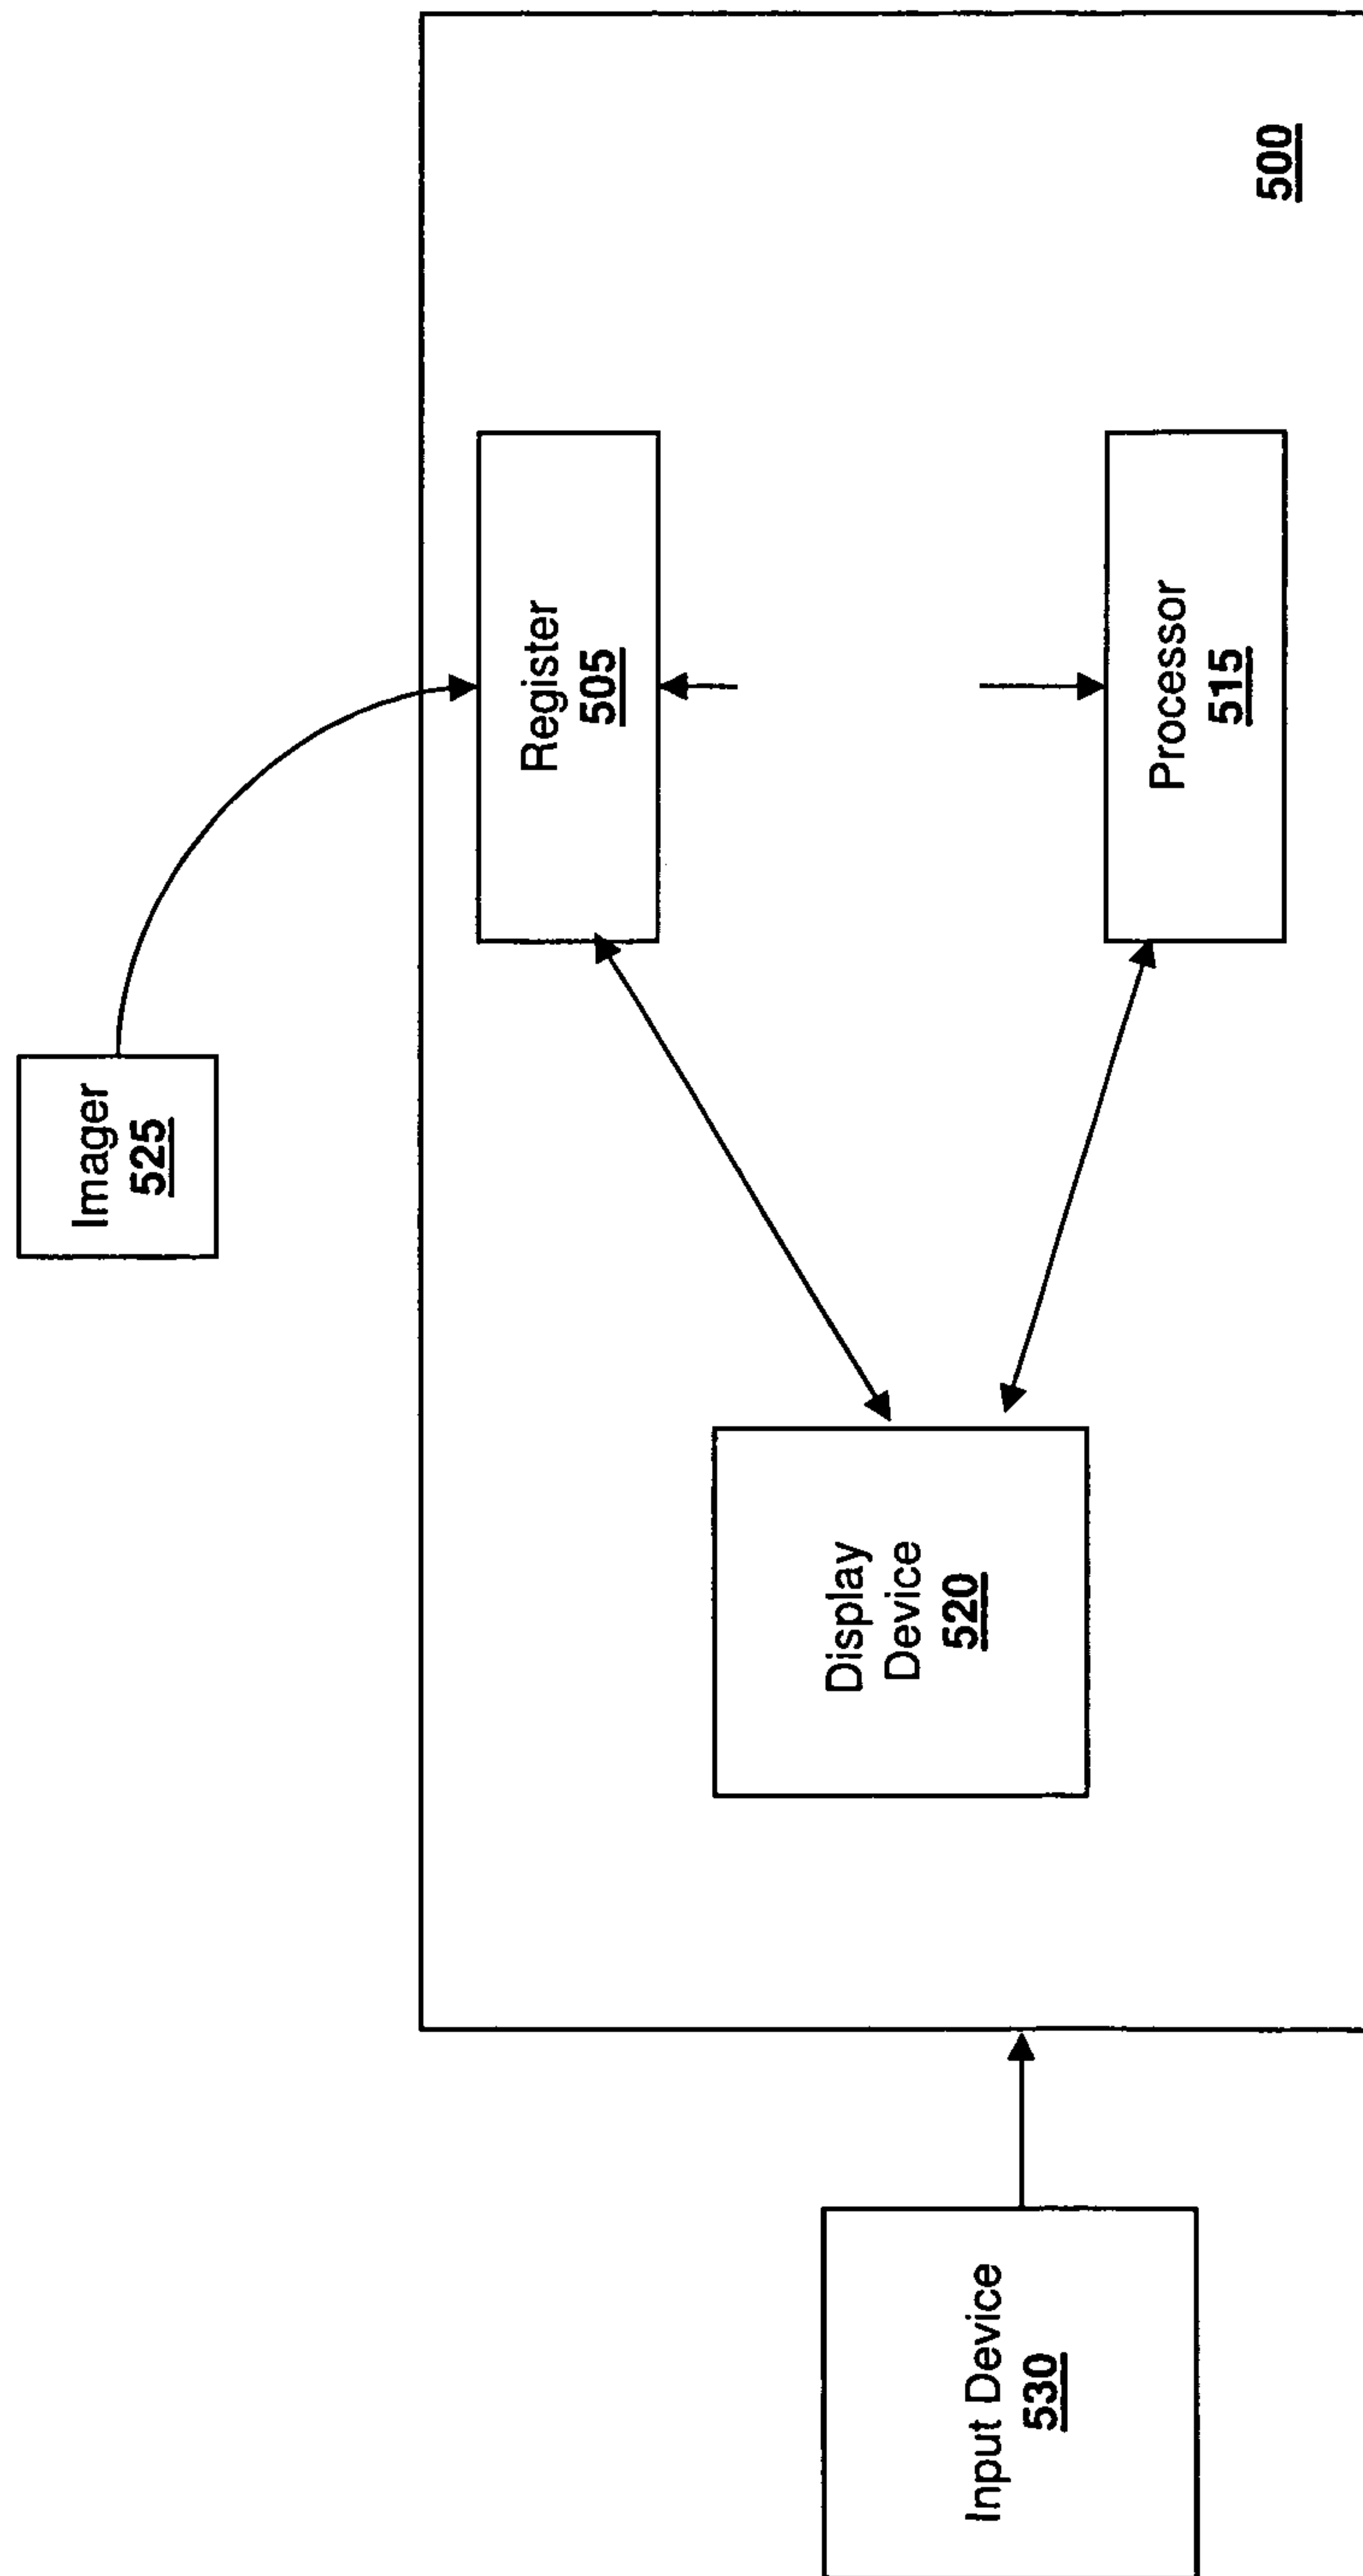 Imager
525
Register
505
Display
Device
520
Processor
515
Input Device
530
500